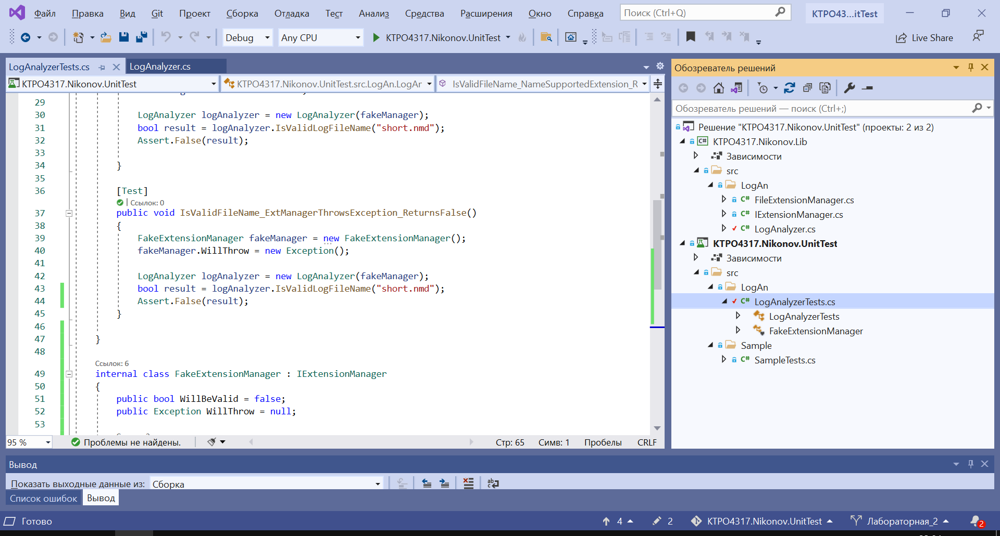 Файл Правка Вид Git Проект Сборка Отладка Тест Анализ Средства Расширения Окно Справка Поиск (Ctrl+Q) КТРО43...itTest
Debug Any CPU КТРО4317.Nikonov.UnitTest Live Share
LogAnalyzerTests.cs LogAnalyzer.cs
КТРО4317.Nikonov.UnitTest КТРО4317.Nikonov.UnitTest.src.LogAn.LogAr IsValidFileName_NameSupportedExtension_R
29
30 LogAnalyzer logAnalyzer = new LogAnalyzer(fakeManager);
31 bool result = logAnalyzer.IsValidLogFileName("short.nmd");
32 Assert.False(result);
33
34 }
35
36 [Test]
Ссылок: 0
37 public void IsValidFileName_ExtManagerThrowsException_ReturnsFalse()
38 {
39 FakeExtensionManager fakeManager = new FakeExtensionManager();
40 fakeManager.WillThrow = new Exception();
41
42 LogAnalyzer logAnalyzer = new LogAnalyzer(fakeManager);
43 bool result = logAnalyzer.IsValidLogFileName("short.nmd");
44 Assert.False(result);
45 }
46
47 }
48
Ссылок: 6
49 internal class FakeExtensionManager : IExtensionManager
50 {
51 public bool WillBeValid = false;
52 public Exception WillThrow = null;
53
95 % Проблемы не найдены. Стр: 65 Симв: 1 Пробелы CRLF
Обозреватель решений
Обозреватель решений — поиск (Ctrl+;)
Решение "КТРО4317.Nikonov.UnitTest" (проекты: 2 из 2)
C# КТРО4317.Nikonov.Lib
Зависимости
src
LogAn
C# FileExtensionManager.cs
C# IExtensionManager.cs
C# LogAnalyzer.cs
КТРО4317.Nikonov.UnitTest
Зависимости
src
LogAn
C# LogAnalyzerTests.cs
LogAnalyzerTests
FakeExtensionManager
Sample
C# SampleTests.cs
Вывод
Показать выходные данные из: Сборка
Список ошибок Вывод
Готово 4 2 КТРО4317.Nikonov.UnitTest Лабораторная_2 2